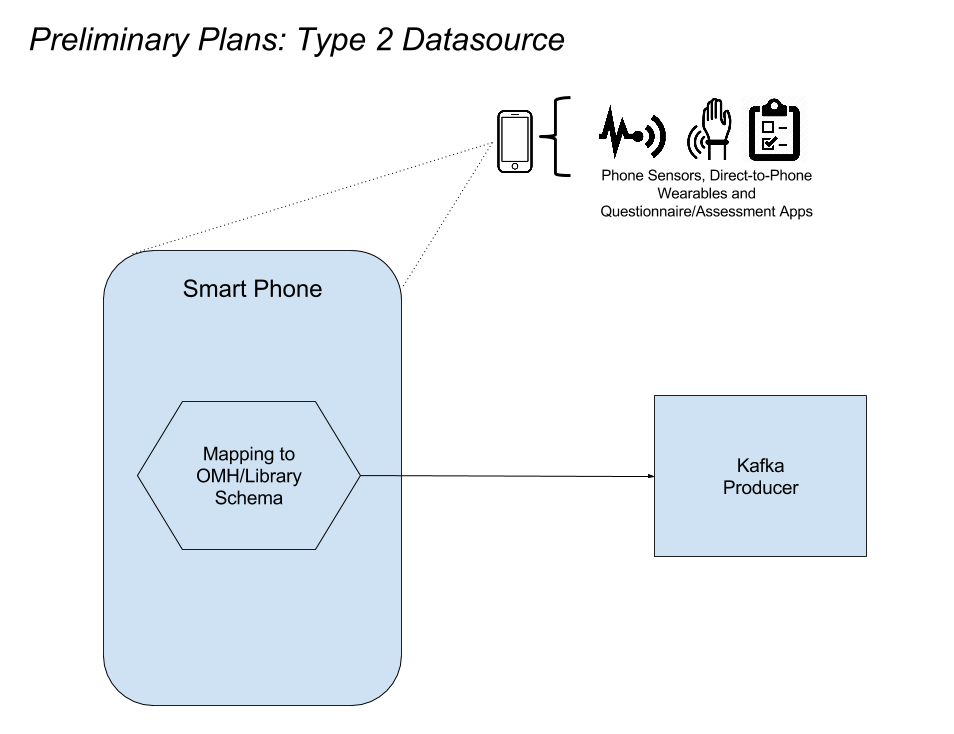 Preliminary Plans: Type 2 Datasource
Phone Sensors, Direct-to-Phone
Wearables and
Questionnaire/Assessment Apps
Smart Phone
Mapping to
OMH/Library
Schema
Kafka
Producer